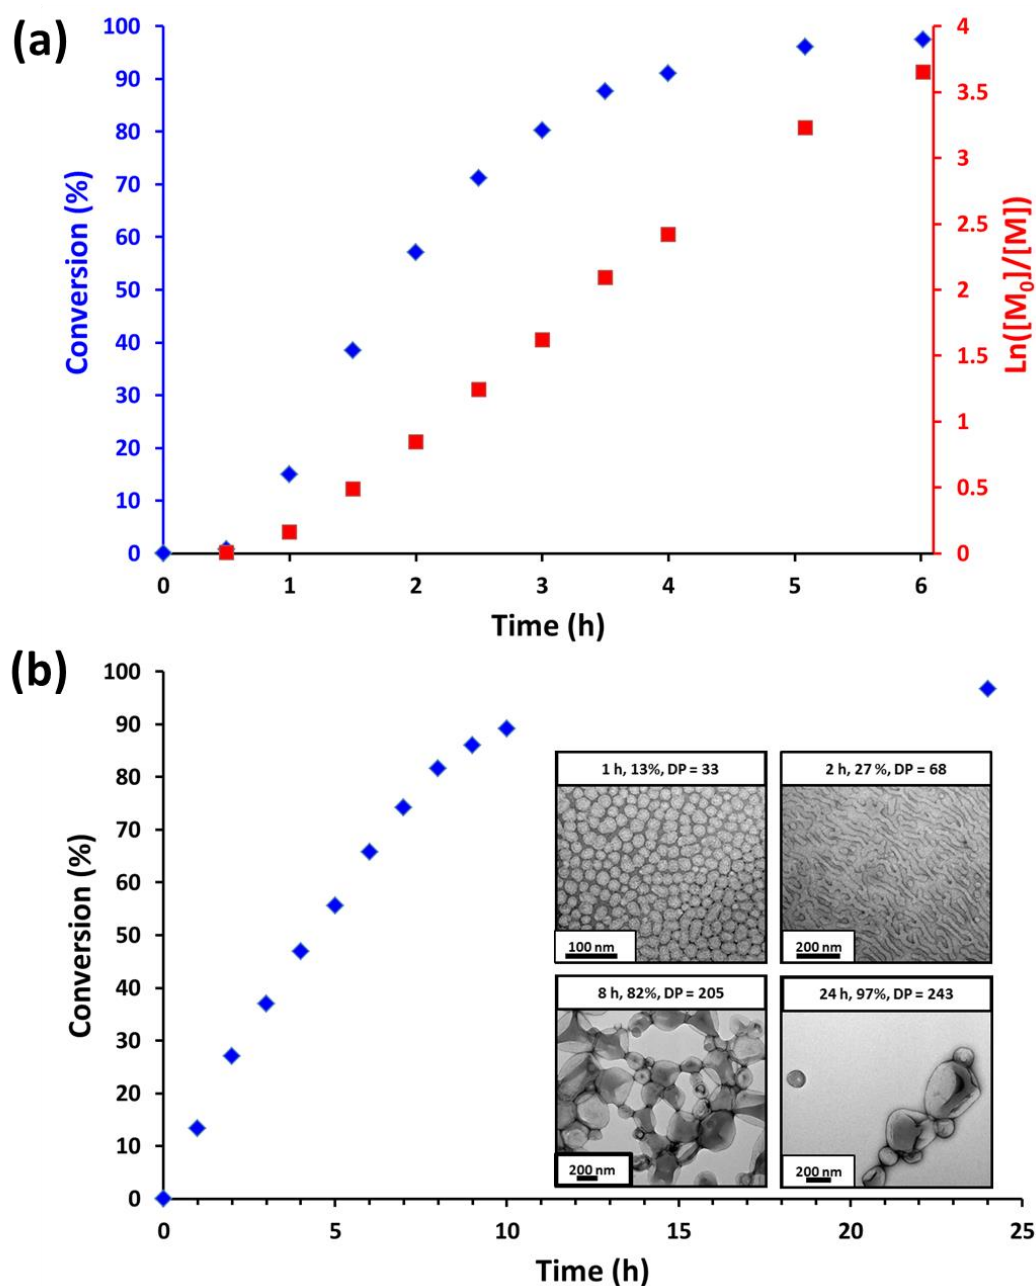 (a)
100
90
80
70
60
50
40
30
20
10
0
Conversion (%)
4
3.5
3
2.5
2
1.5
1
0.5
0
Ln([M₀]/[M])
0 1 2 3 4 5 6
Time (h)
(b)
100
90
80
70
60
50
40
30
20
10
0
Conversion (%)
1 h, 13%, DP = 33
100 nm
2 h, 27 %, DP = 68
200 nm
8 h, 82%, DP = 205
200 nm
24 h, 97%, DP = 243
200 nm
0 5 10 15 20 25
Time (h)